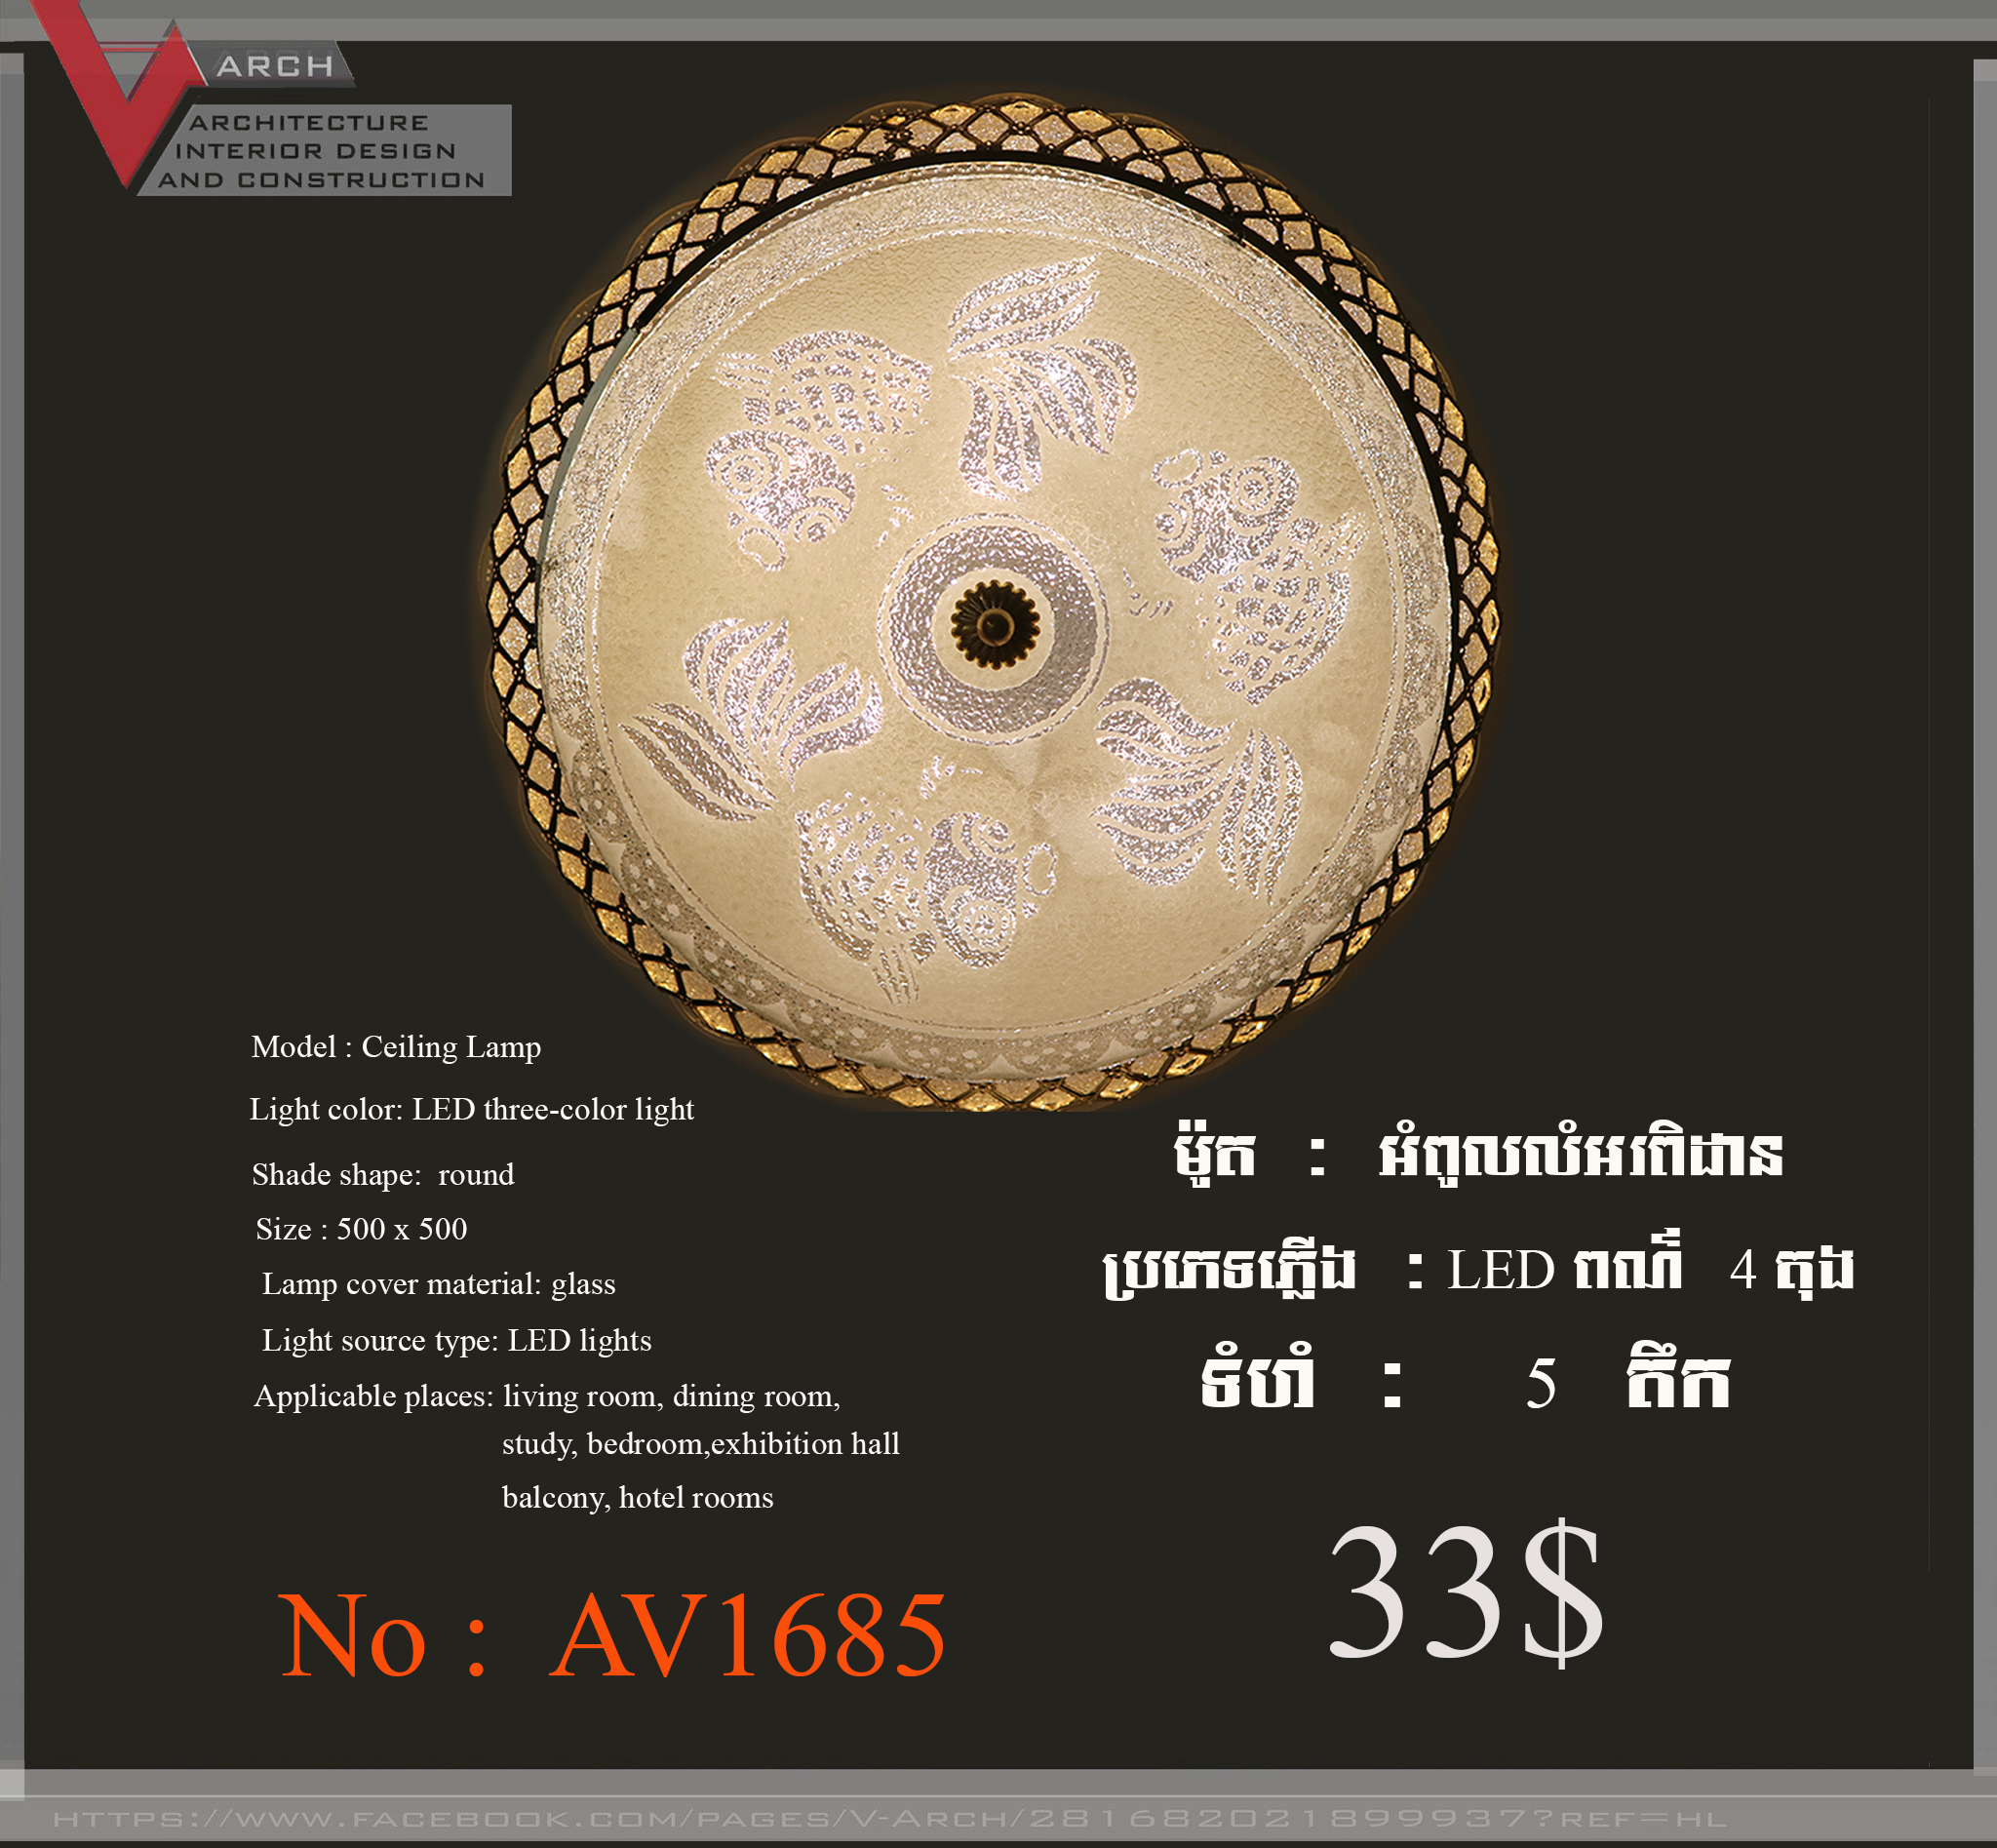 ARCH
ARCHITECTURE
INTERIOR DESIGN
AND CONSTRUCTION
Model : Ceiling Lamp
Light color: LED three-color light
Shade shape: round
Size : 500 x 500
Lamp cover material: glass
Light source type: LED lights
Applicable places: living room, dining room,
study, bedroom,exhibition hall
balcony, hotel rooms
No : AV1685
ម៉ូត : អំពូលលំអរពិដាន
ប្រភេទភ្លើង : LED ពណ៌ 4 តុង
ទំហំ : 5 តឹក
33$
HTTPS://WWW.FACEBOOK.COM/PAGES/V-ARCH/281682021899937?REF=HL